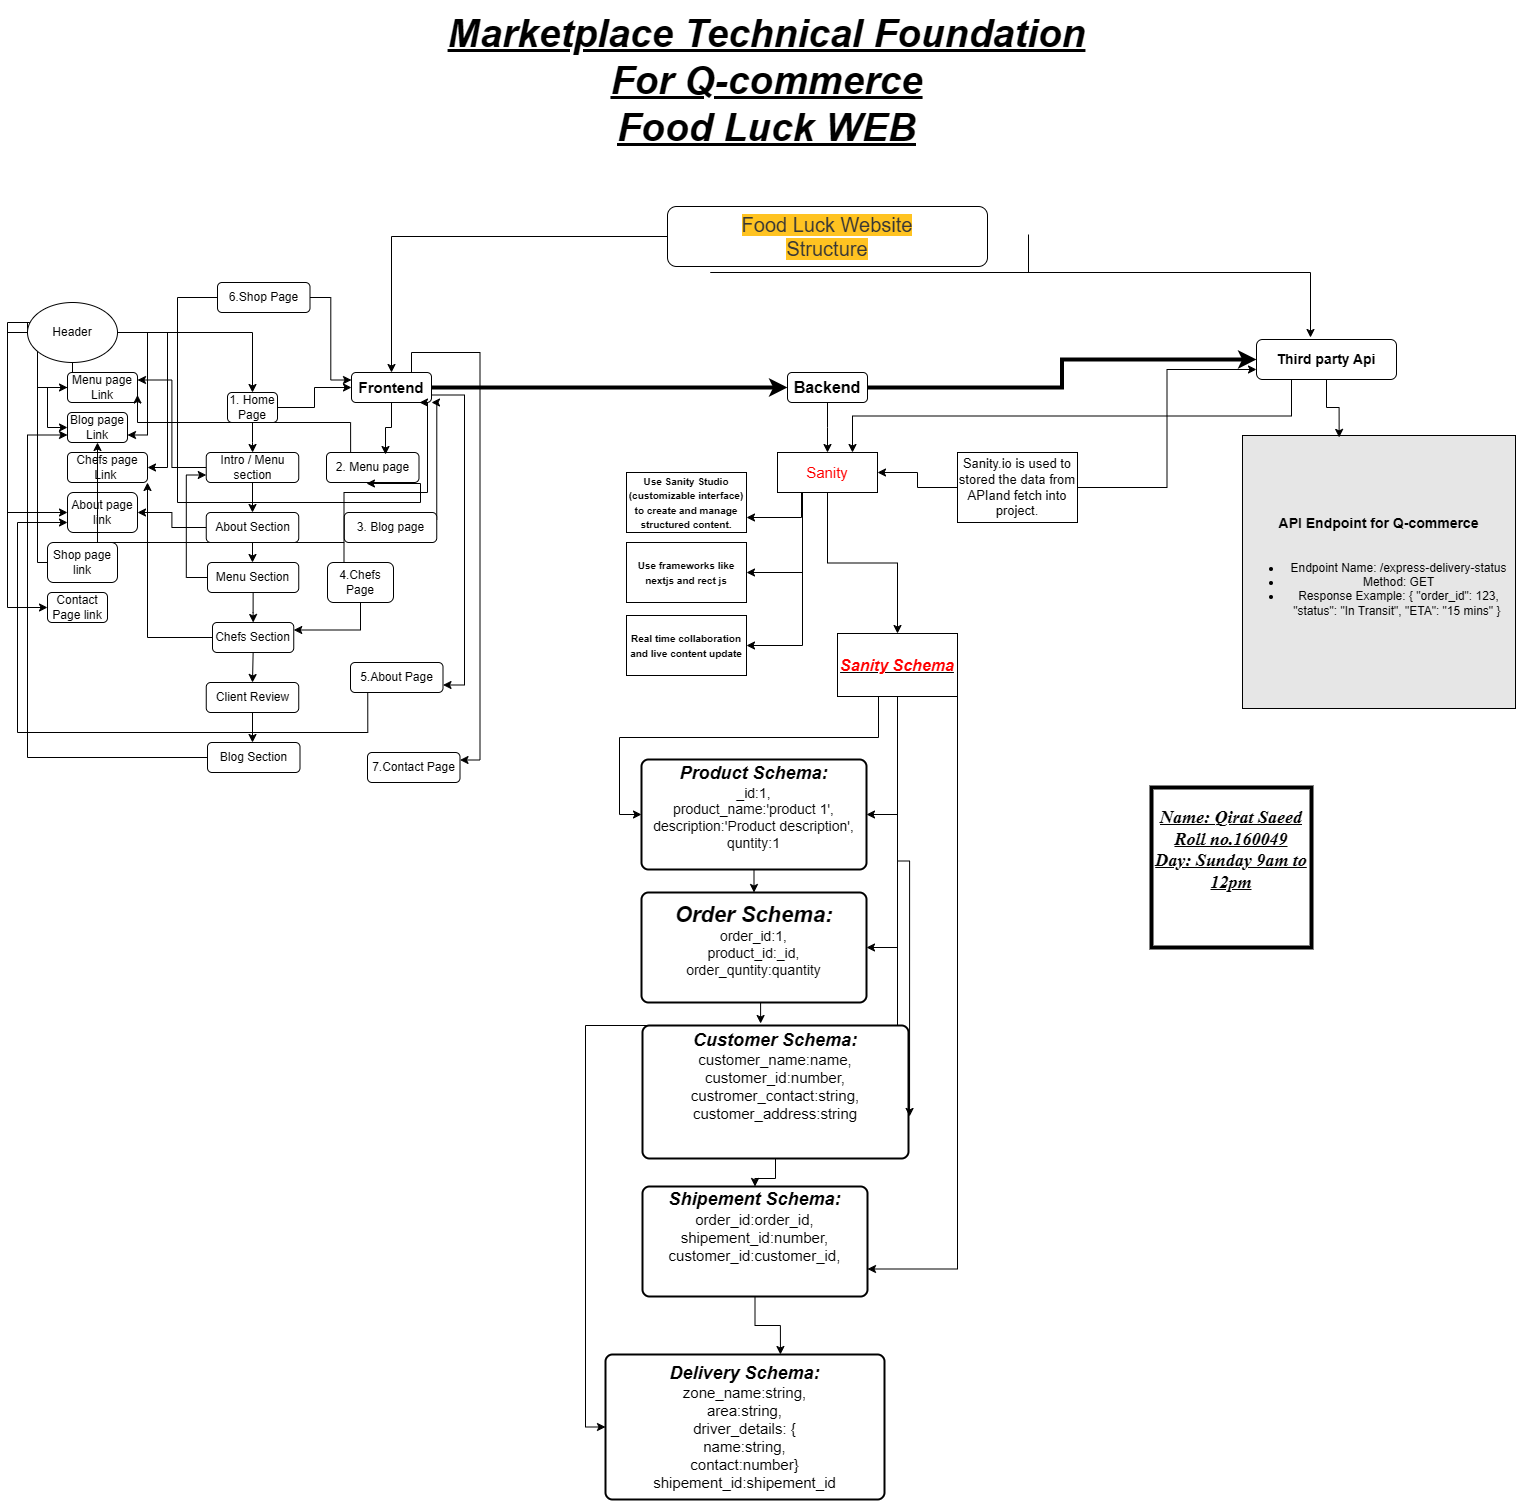 Marketplace Technical Foundation
For Q-commerce
Food Luck WEB
Food Luck Website
Structure
6.Shop Page
Header
Menu page
Link
1. Home
Page
Blog page
Link
Chefs page
Link
Intro / Menu
section
About page
link
About Section
Shop page
link
Menu Section
Contact
Page link
Chefs Section
Client Review
Blog Section
Frontend
2. Menu page
3. Blog page
4.Chefs
Page
5.About Page
7.Contact Page
Backend
Sanity
Use Sanity Studio
(customizable interface)
to create and manage
structured content.
Use frameworks like
nextjs and rect js
Real time collaboration
and live content update
Sanity.io is used to
stored the data from
APIand fetch into
project.
Third party Api
API Endpoint for Q-commerce
• Endpoint Name: /express-delivery-status
• Method: GET
• Response Example: { "order_id": 123,
"status": "In Transit", "ETA": "15 mins" }
Sanity Schema
Product Schema:
_id:1,
product_name:'product 1',
description:'Product description',
quntity:1
Order Schema:
order_id:1,
product_id:_id,
order_quntity:quantity
Customer Schema:
customer_name:name,
customer_id:number,
custromer_contact:string,
customer_address:string
Shipement Schema:
order_id:order_id,
shipement_id:number,
customer_id:customer_id,
Delivery Schema:
zone_name:string,
area:string,
driver_details: {
name:string,
contact:number}
shipement_id:shipement_id
Name: Qirat Saeed
Roll no.160049
Day: Sunday 9am to
12pm